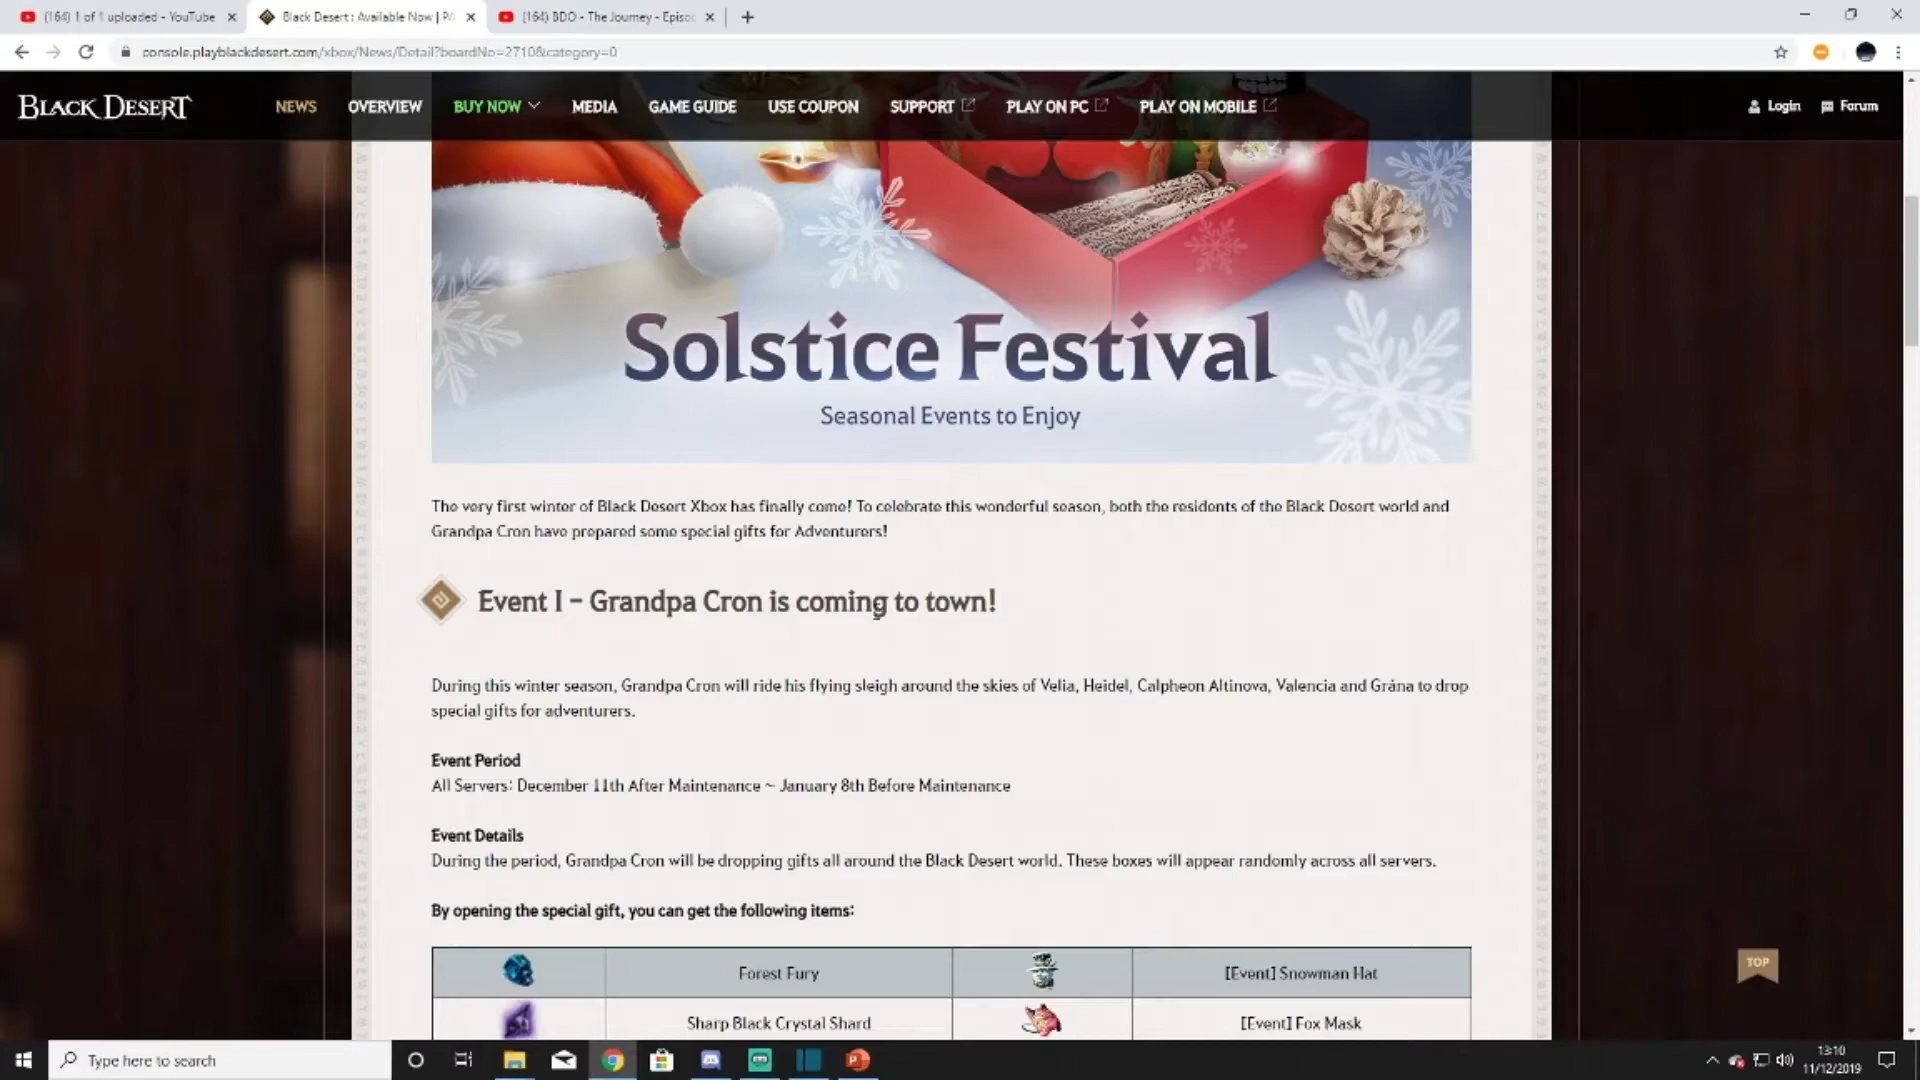 (164) 1 of 1 uploaded - YouTube
Black Desert : Available Now | PA
(164) BDO - The Journey - Episo
console.playblackdesert.com/xbox/News/Detail?boardNo=2710&category=0
BLACK DESERT
NEWS OVERVIEW BUY NOW MEDIA GAME GUIDE USE COUPON SUPPORT PLAY ON PC PLAY ON MOBILE Login Forum
Solstice Festival
Seasonal Events to Enjoy
The very first winter of Black Desert Xbox has finally come! To celebrate this wonderful season, both the residents of the Black Desert world and
Grandpa Cron have prepared some special gifts for Adventurers!
Event I – Grandpa Cron is coming to town!
During this winter season, Grandpa Cron will ride his flying sleigh around the skies of Velia, Heidel, Calpheon Altinova, Valencia and Grána to drop
special gifts for adventurers.
Event Period
All Servers: December 11th After Maintenance ~ January 8th Before Maintenance
Event Details
During the period, Grandpa Cron will be dropping gifts all around the Black Desert world. These boxes will appear randomly across all servers.
By opening the special gift, you can get the following items:
Forest Fury [Event] Snowman Hat
TOP
Sharp Black Crystal Shard [Event] Fox Mask
Type here to search
13:10
11/12/2019